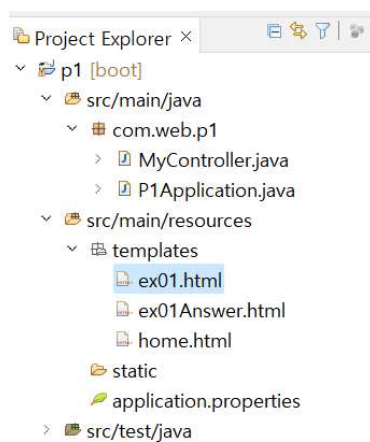 Project Explorer ×
p1 [boot]
src/main/java
com.web.p1
MyController.java
P1Application.java
src/main/resources
templates
ex01.html
ex01Answer.html
home.html
static
application.properties
src/test/java